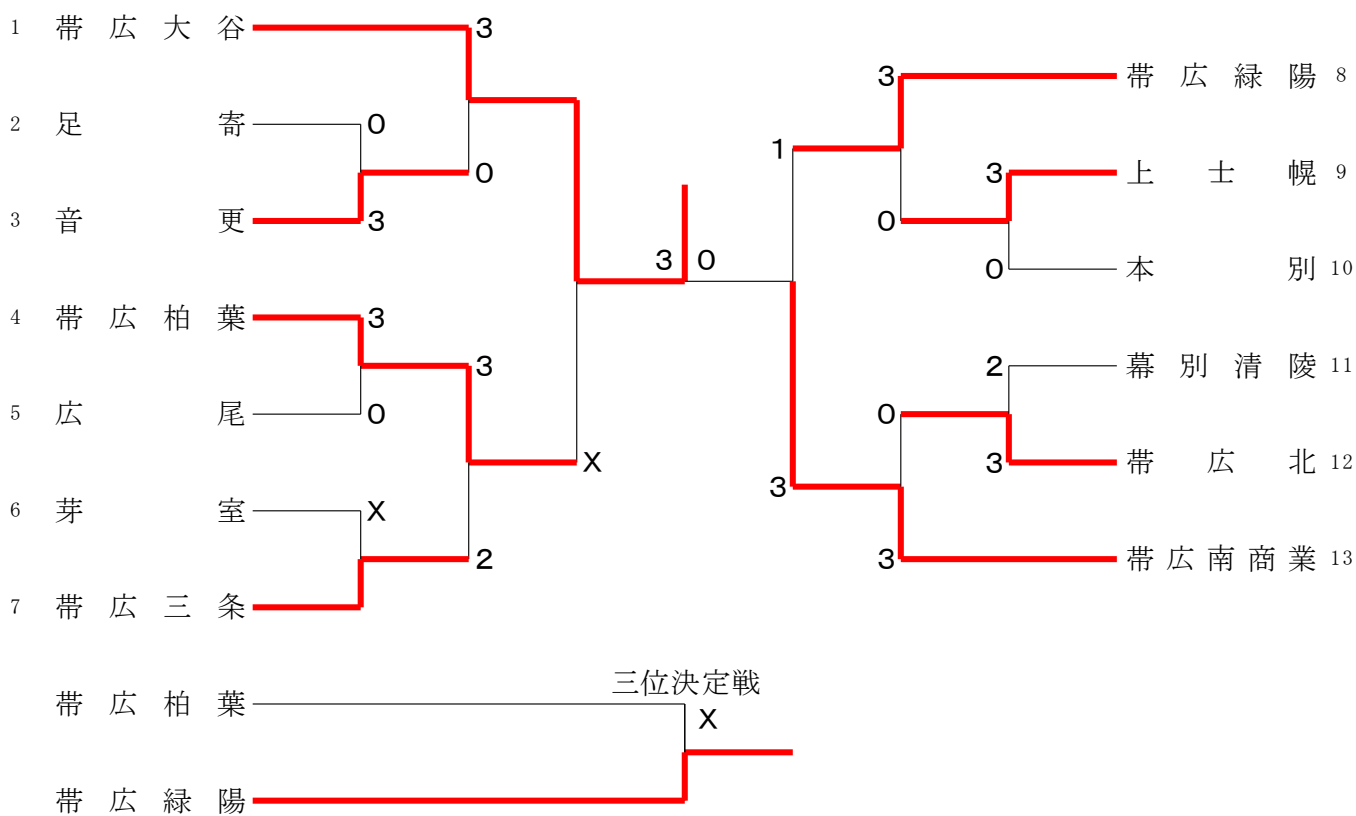 1 帯広大谷 3
2 足寄 0
0
3 音更 3
4 帯広柏葉 3
3
5 広尾 0
X
6 芽室 X
2
7 帯広三条
3 0
3 帯広緑陽 8
1
3 上士幌 9
0
0 本別 10
2 幕別清陵 11
0
3 帯広北 12
3
3 帯広南商業 13
三位決定戦
帯広柏葉 X
帯広緑陽